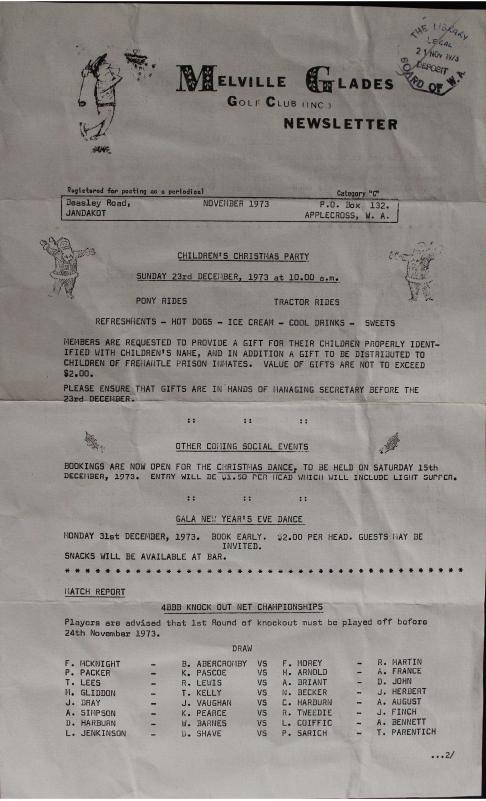 THE LIBRARY
LEGAL
21 NOV 1973
DEPOSIT
BOARD OF W.A.
MELVILLE GLADES
GOLF CLUB (INC.)
NEWSLETTER
Registered for posting as a periodical Category "C"
Beasley Road, NOVEMBER 1973 P.O. Box 132.
JANDAKOT APPLECROSS, W. A.
CHILDREN'S CHRISTMAS PARTY
SUNDAY 23rd DECEMBER, 1973 at 10.00 a.m.
PONY RIDES TRACTOR RIDES
REFRESHMENTS - HOT DOGS - ICE CREAM - COOL DRINKS - SWEETS
MEMBERS ARE REQUESTED TO PROVIDE A GIFT FOR THEIR CHILDREN PROPERLY IDENT-
IFIED WITH CHILDREN'S NAME, AND IN ADDITION A GIFT TO BE DISTRIBUTED TO
CHILDREN OF FREMANTLE PRISON INMATES. VALUE OF GIFTS ARE NOT TO EXCEED
$2.00.
PLEASE ENSURE THAT GIFTS ARE IN HANDS OF MANAGING SECRETARY BEFORE THE
23rd DECEMBER.
:: :: ::
OTHER COMING SOCIAL EVENTS
BOOKINGS ARE NOW OPEN FOR THE CHRISTMAS DANCE, TO BE HELD ON SATURDAY 15th
DECEMBER, 1973. ENTRY WILL BE $1.50 PER HEAD WHICH WILL INCLUDE LIGHT SUPPER.
:: :: ::
GALA NEW YEAR'S EVE DANCE
MONDAY 31st DECEMBER, 1973. BOOK EARLY. $2.00 PER HEAD. GUESTS MAY BE
INVITED.
SNACKS WILL BE AVAILABLE AT BAR.
* * * * * * * * * * * * * * * * * * * * * * * * * * * * * * * * * * * * *
MATCH REPORT
4BBB KNOCK OUT NET CHAMPIONSHIPS
Players are advised that 1st Round of knockout must be played off before
24th November 1973.
DRAW
F. MCKNIGHT - B. ABERCROMBY VS F. MOREY - R. MARTIN
P. PACKER - K. PASCOE VS H. ARNOLD - A. FRANCE
T. LEES - R. LEWIS VS A. BRIANT - D. JOHN
M. GLIDDON - T. KELLY VS N. BECKER - J. HERBERT
J. DRAY - J. VAUGHAN VS C. HARBURN - A. AUGUST
A. SIMPSON - K. PEARCE VS R. TWEEDIE - J. FINCH
D. HARBURN - W. BARNES VS L. COIFFIC - A. BENNETT
L. JENKINSON - D. SHAVE VS P. SARICH - T. PARENTICH
...2/